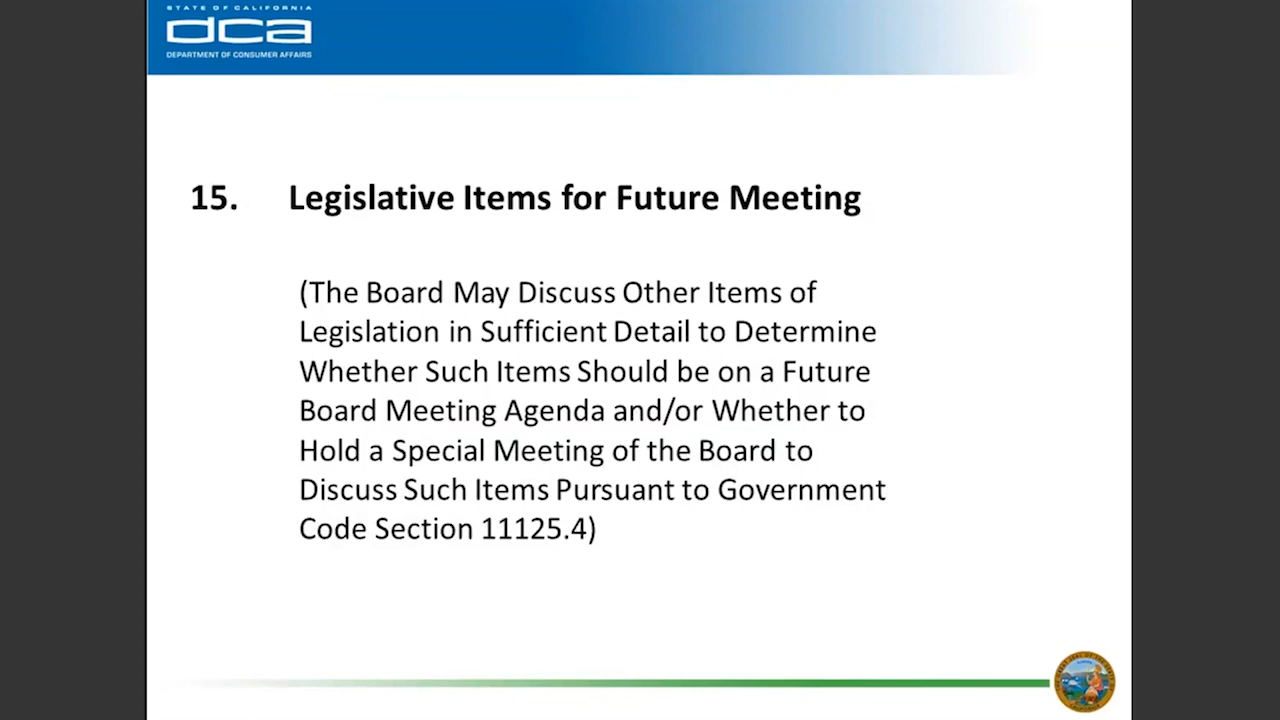 STATE OF CALIFORNIA
dca
DEPARTMENT OF CONSUMER AFFAIRS
15. Legislative Items for Future Meeting
(The Board May Discuss Other Items of
Legislation in Sufficient Detail to Determine
Whether Such Items Should be on a Future
Board Meeting Agenda and/or Whether to
Hold a Special Meeting of the Board to
Discuss Such Items Pursuant to Government
Code Section 11125.4)